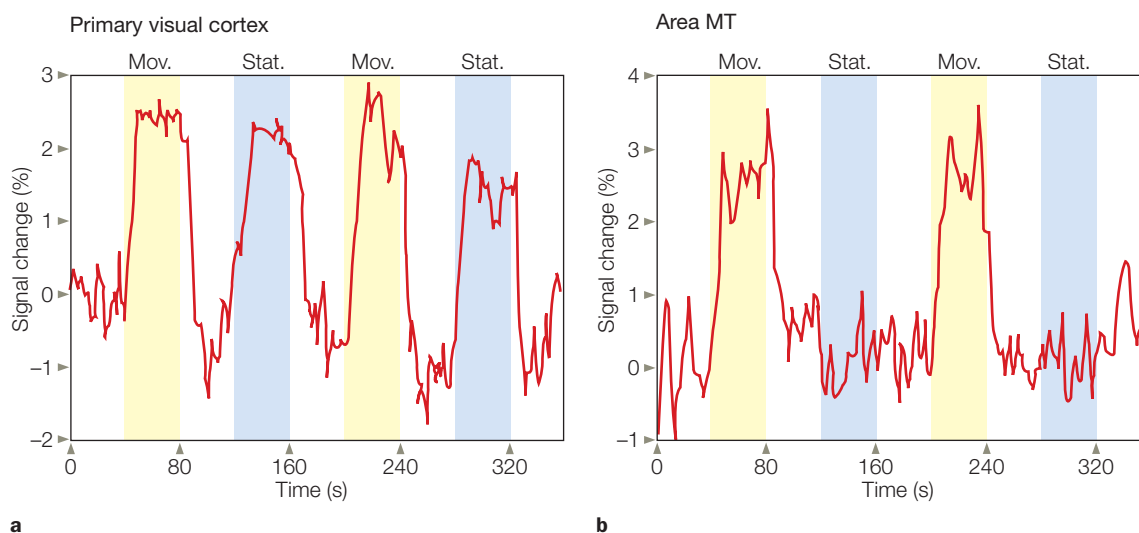 Primary visual cortex
Mov. Stat. Mov. Stat.
3
2
1
0
–1
–2
Signal change (%)
0 80 160 240 320
Time (s)
a
Area MT
Mov. Stat. Mov. Stat.
4
3
2
1
0
–1
Signal change (%)
0 80 160 240 320
Time (s)
b